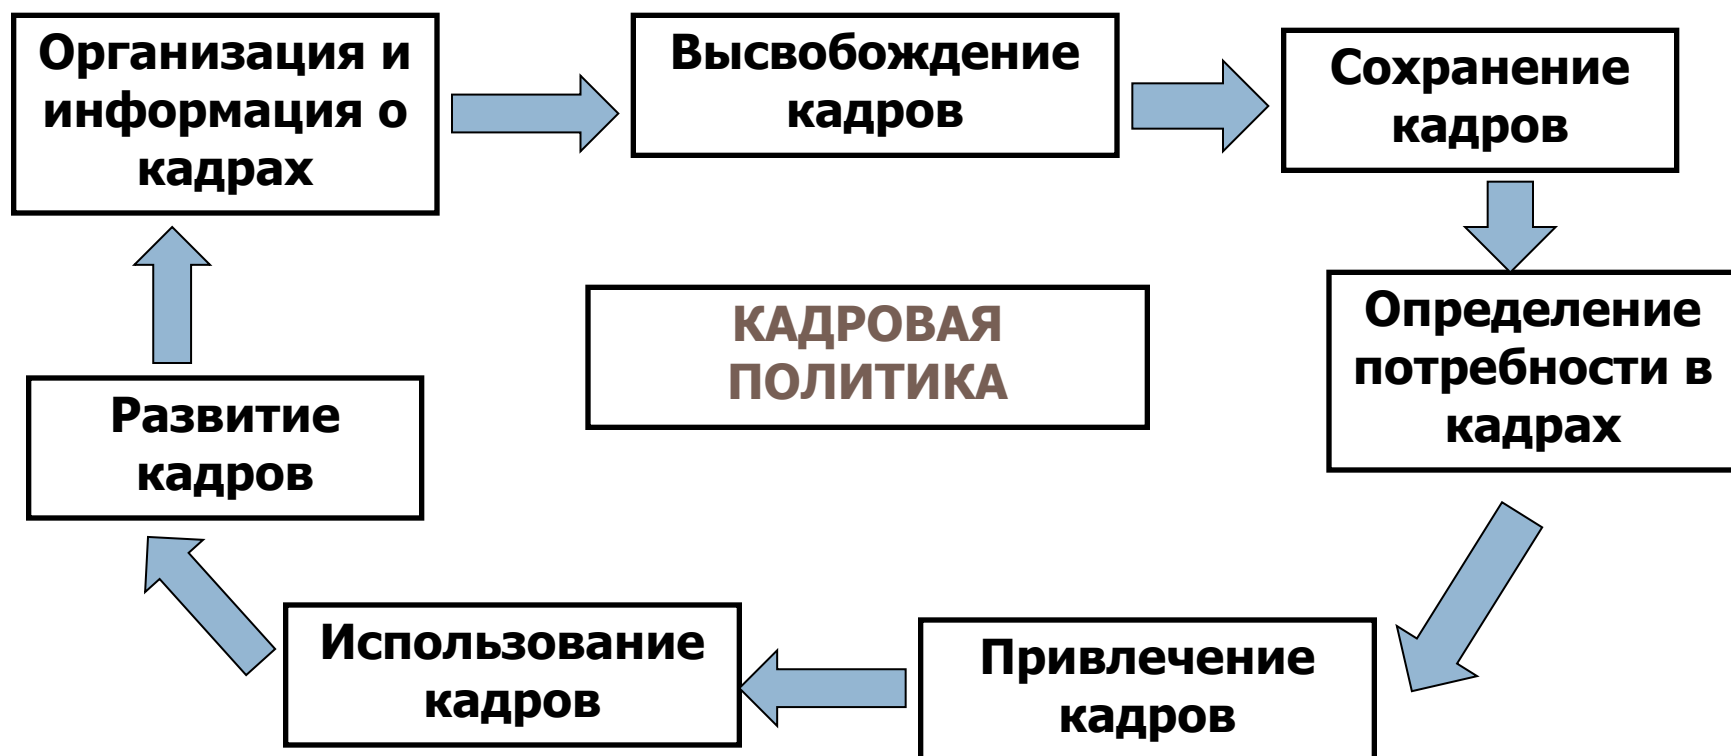 Организация и
информация о
кадрах
Высвобождение
кадров
Сохранение
кадров
КАДРОВАЯ
ПОЛИТИКА
Определение
потребности в
кадрах
Развитие
кадров
Использование
кадров
Привлечение
кадров